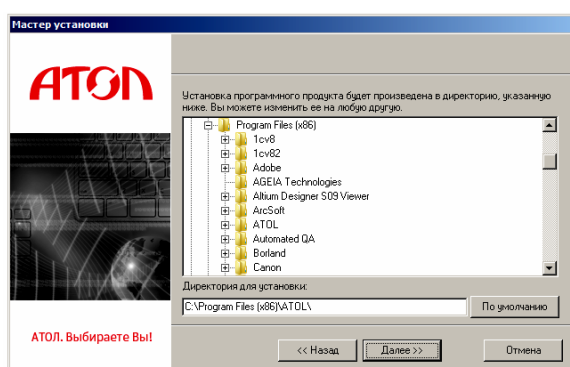 Мастер установки
АТОЛ
Установка программного продукта будет произведена в директорию, указанную
ниже. Вы можете изменить ее на любую другую.
Program Files (x86)
1cv8
1cv82
Adobe
AGEIA Technologies
Altium Designer S09 Viewer
ArcSoft
ATOL
Automated QA
Borland
Canon
Директория для установки:
C:\Program Files (x86)\ATOL\
По умолчанию
АТОЛ. Выбираете Вы!
<< Назад
Далее >>
Отмена